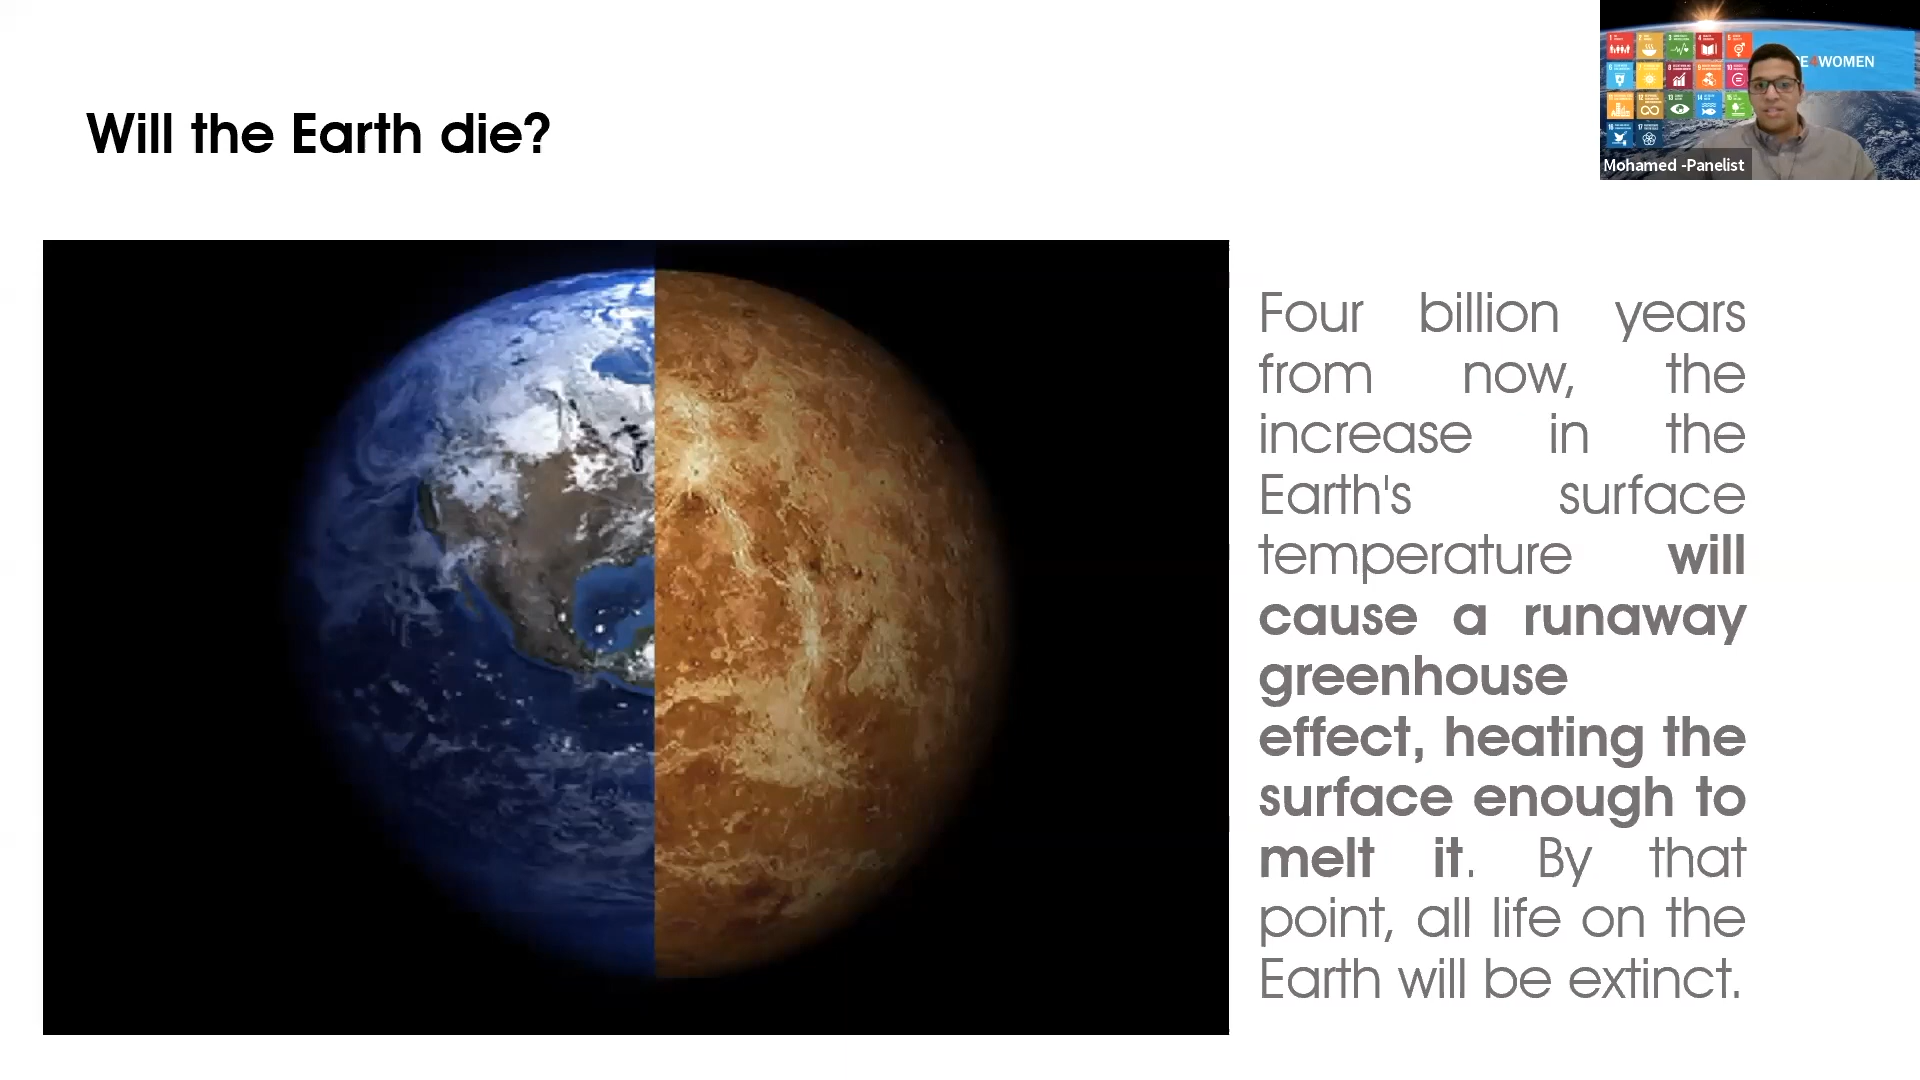 Will the Earth die?
E4WOMEN
Mohamed -Panelist
Four billion years
from now, the
increase in the
Earth's surface
temperature will
cause a runaway
greenhouse
effect, heating the
surface enough to
melt it. By that
point, all life on the
Earth will be extinct.